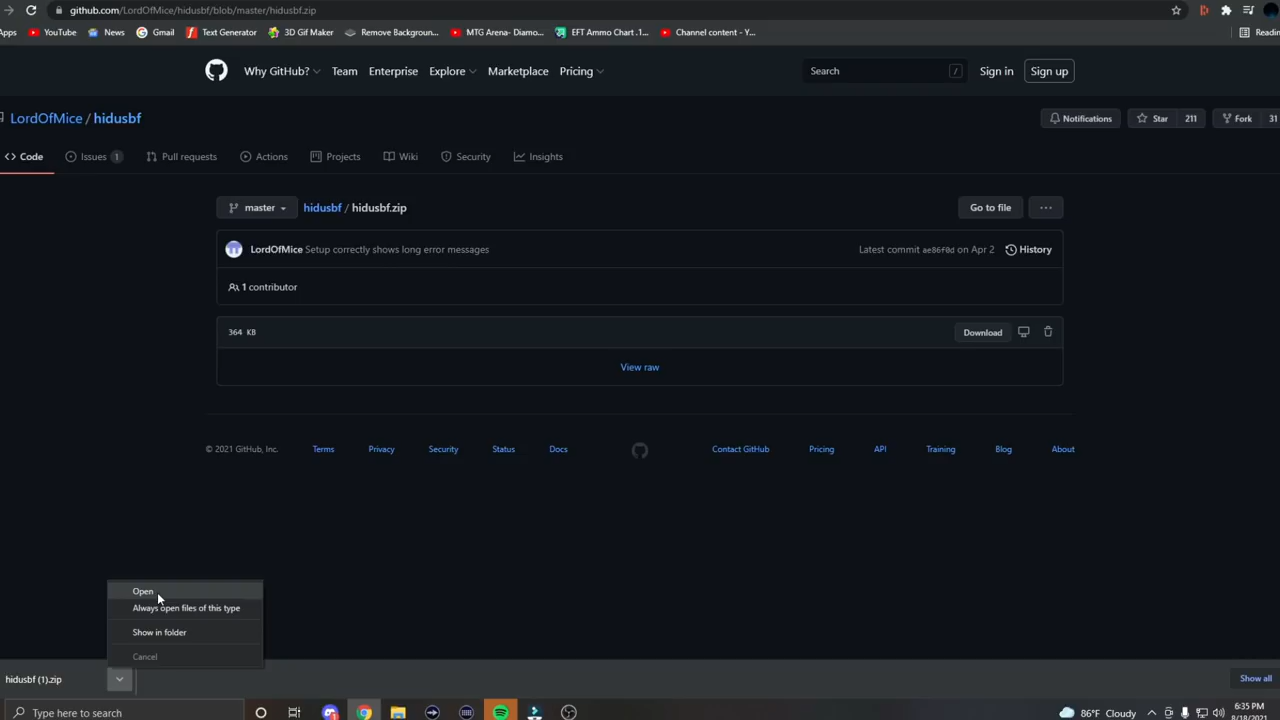 github.com/LordOfMice/hidusbf/blob/master/hidusbf.zip
Apps YouTube News Gmail Text Generator 3D Gif Maker Remove Backgroun... MTG Arena- Diamo... EFT Ammo Chart .1... Channel content - Y...
Why GitHub? Team Enterprise Explore Marketplace Pricing Search / Sign in Sign up
LordOfMice / hidusbf Notifications Star 211 Fork 31
<> Code Issues 1 Pull requests Actions Projects Wiki Security Insights
master hidusbf / hidusbf.zip Go to file ...
LordOfMice Setup correctly shows long error messages Latest commit ae86f0d on Apr 2 History
1 contributor
364 KB Download
View raw
© 2021 GitHub, Inc. Terms Privacy Security Status Docs Contact GitHub Pricing API Training Blog About
Open
Always open files of this type
Show in folder
Cancel
hidusbf (1).zip Show all
Type here to search 86°F Cloudy 6:35 PM
8/18/2021